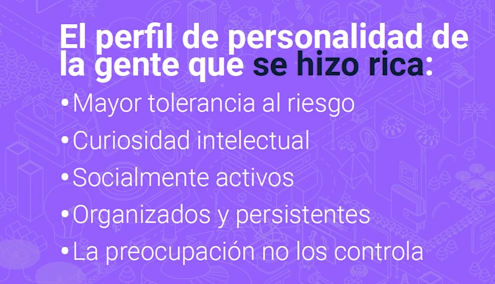 El perfil de personalidad de
la gente que se hizo rica:
•Mayor tolerancia al riesgo
•Curiosidad intelectual
•Socialmente activos
•Organizados y persistentes
•La preocupación no los controla